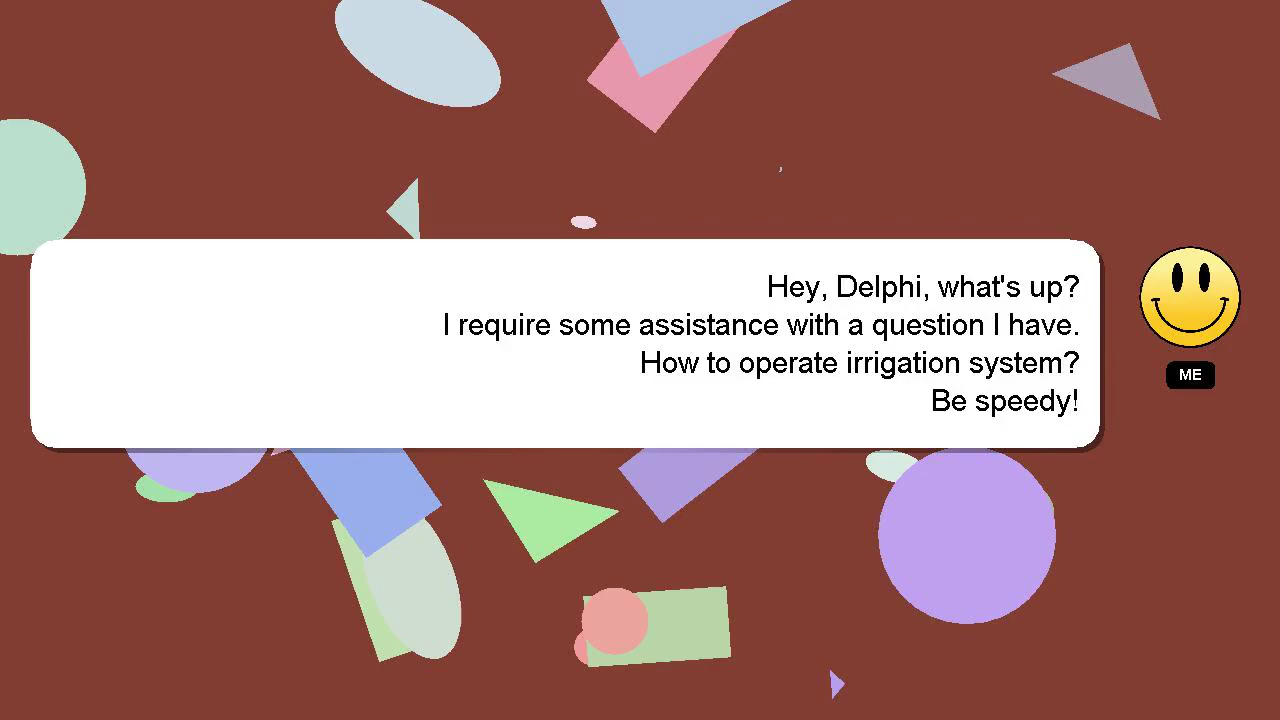 Hey, Delphi, what's up?
I require some assistance with a question I have.
How to operate irrigation system?
Be speedy!
ME